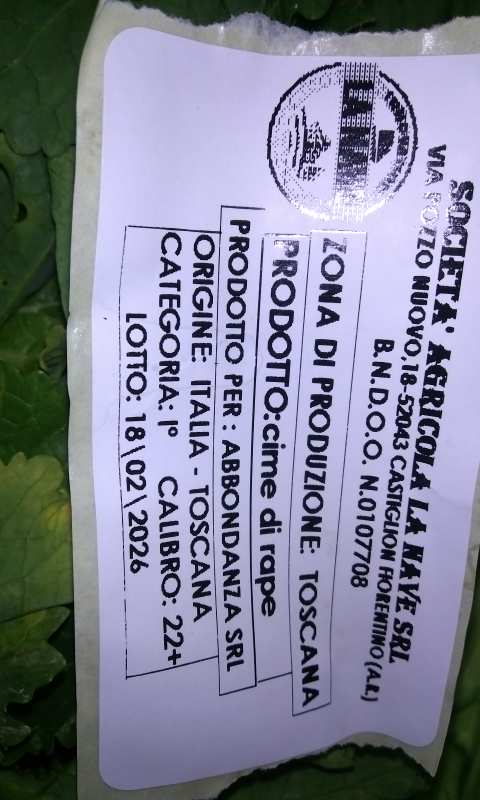 SOCIETA' AGRICOLA LA NAVE SRL
VIA POZZO NUOVO,18-52043 CASTIGLION FIORENTINO (A.R.)
B.N.D.O.O. N.0107708
ZONA DI PRODUZIONE: TOSCANA
PRODOTTO:cime di rape
PRODOTTO PER : ABBONDANZA SRL
ORIGINE: ITALIA - TOSCANA
CATEGORIA: I° CALIBRO: 22+
LOTTO: 18\02\2026